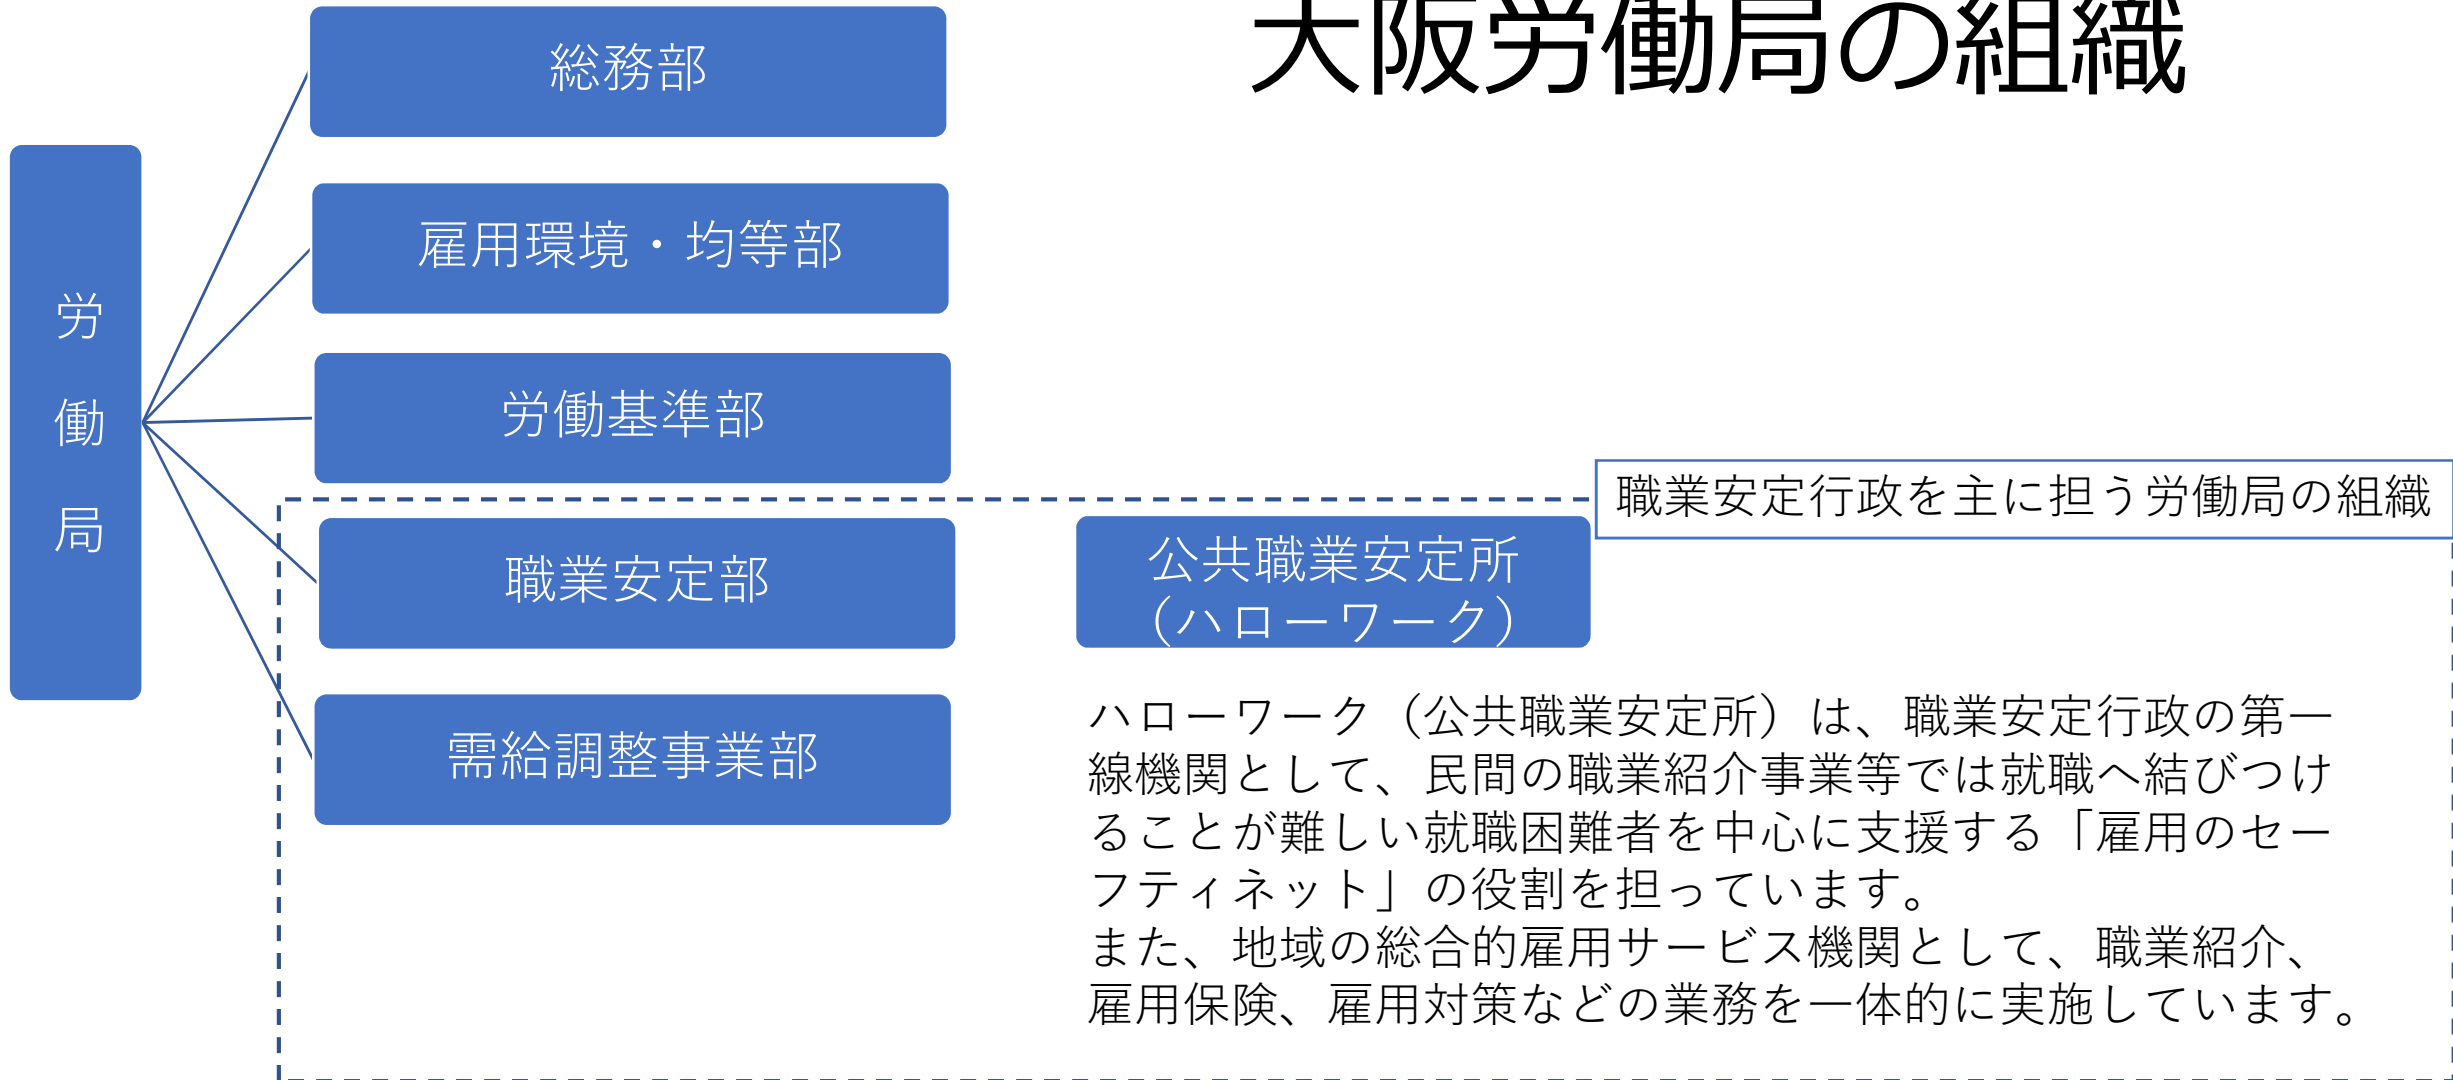 大阪労働局の組織
労働局
総務部
雇用環境・均等部
労働基準部
職業安定部
需給調整事業部
職業安定行政を主に担う労働局の組織
公共職業安定所
（ハローワーク）
ハローワーク（公共職業安定所）は、職業安定行政の第一
線機関として、民間の職業紹介事業等では就職へ結びつけ
ることが難しい就職困難者を中心に支援する「雇用のセー
フティネット」の役割を担っています。
また、地域の総合的雇用サービス機関として、職業紹介、
雇用保険、雇用対策などの業務を一体的に実施しています。